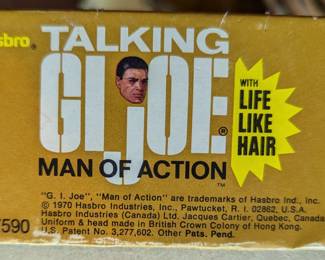 sbro®
TALKING
GI JOE®
WITH
LIFE
LIKE
HAIR
MAN OF ACTION™
"G. I. Joe", "Man of Action" are trademarks of Hasbro Ind., Inc.
© 1970 Hasbro Industries, Inc., Pawtucket, R. I. 02862, U.S.A.
Hasbro Industries (Canada) Ltd. Jacques Cartier, Quebec, Canada
Uniform & head made in British Crown Colony of Hong Kong.
7590
U.S. Patent No. 3,277,602. Other Pats. Pend.